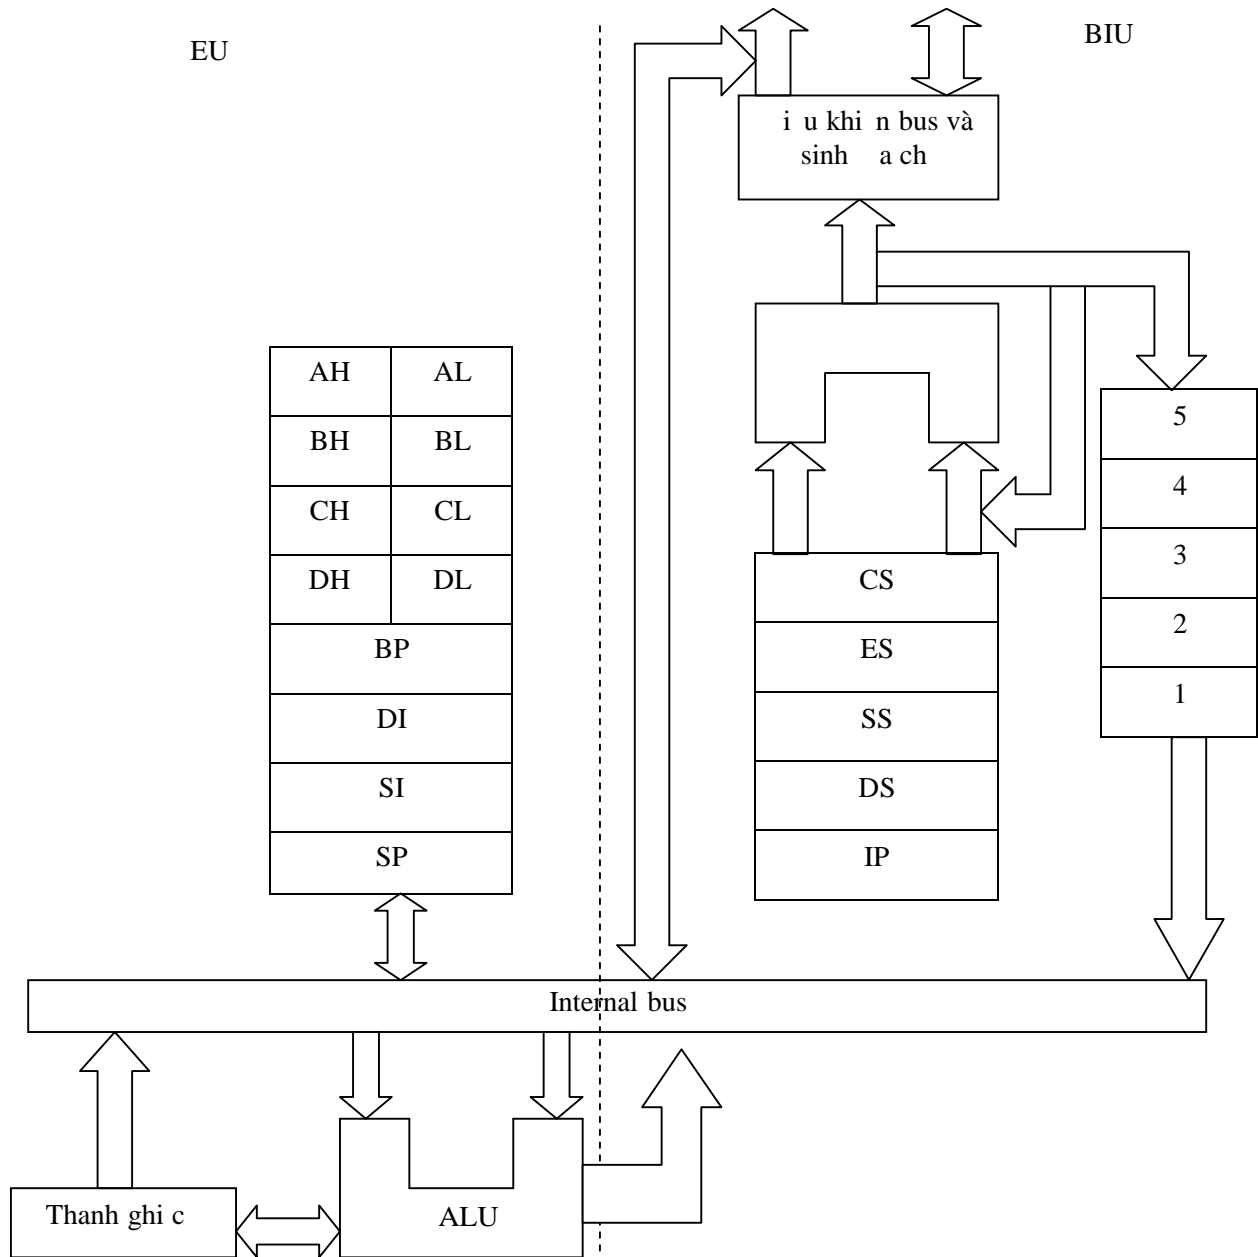 EU
BIU
i u khi n bus và
sinh a ch
AH AL
BH BL
CH CL
DH DL
BP
DI
SI
SP
CS
ES
SS
DS
IP
5
4
3
2
1
Internal bus
Thanh ghi c
ALU